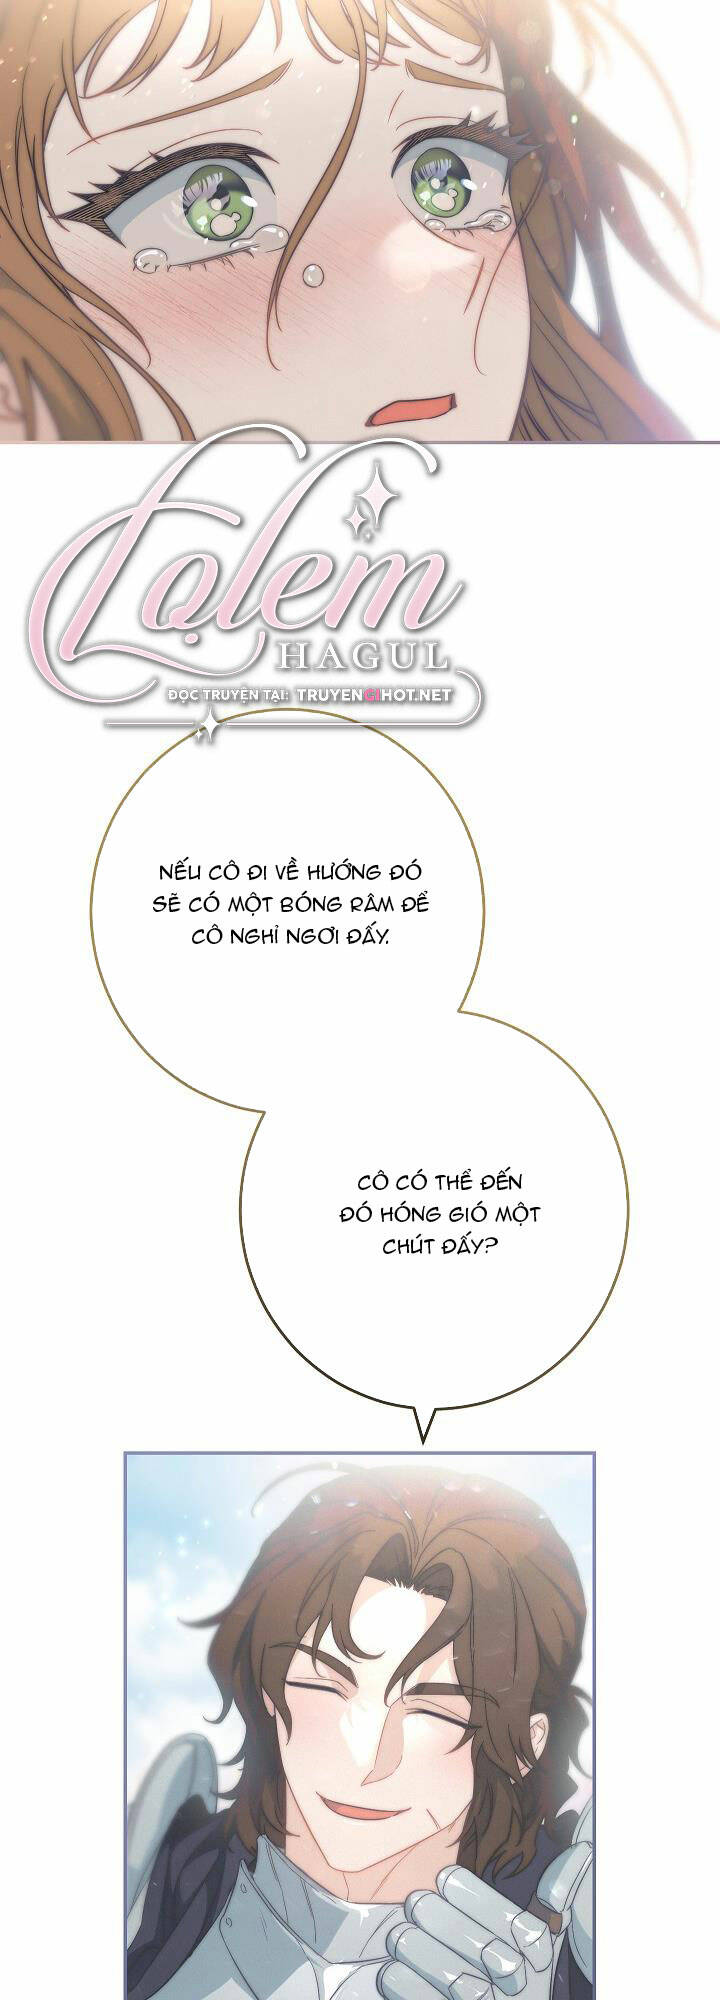 Lọlem
HAGUL
ĐỌC TRUYỆN TẠI: TRUYENGIHOT.NET
NẾU CÔ ĐI VỀ HƯỚNG ĐÓ
SẼ CÓ MỘT BÓNG RÂM ĐỂ
CÔ NGHỈ NGƠI ĐẤY.
CÔ CÓ THỂ ĐẾN
ĐÓ HÓNG GIÓ MỘT
CHÚT ĐẤY?